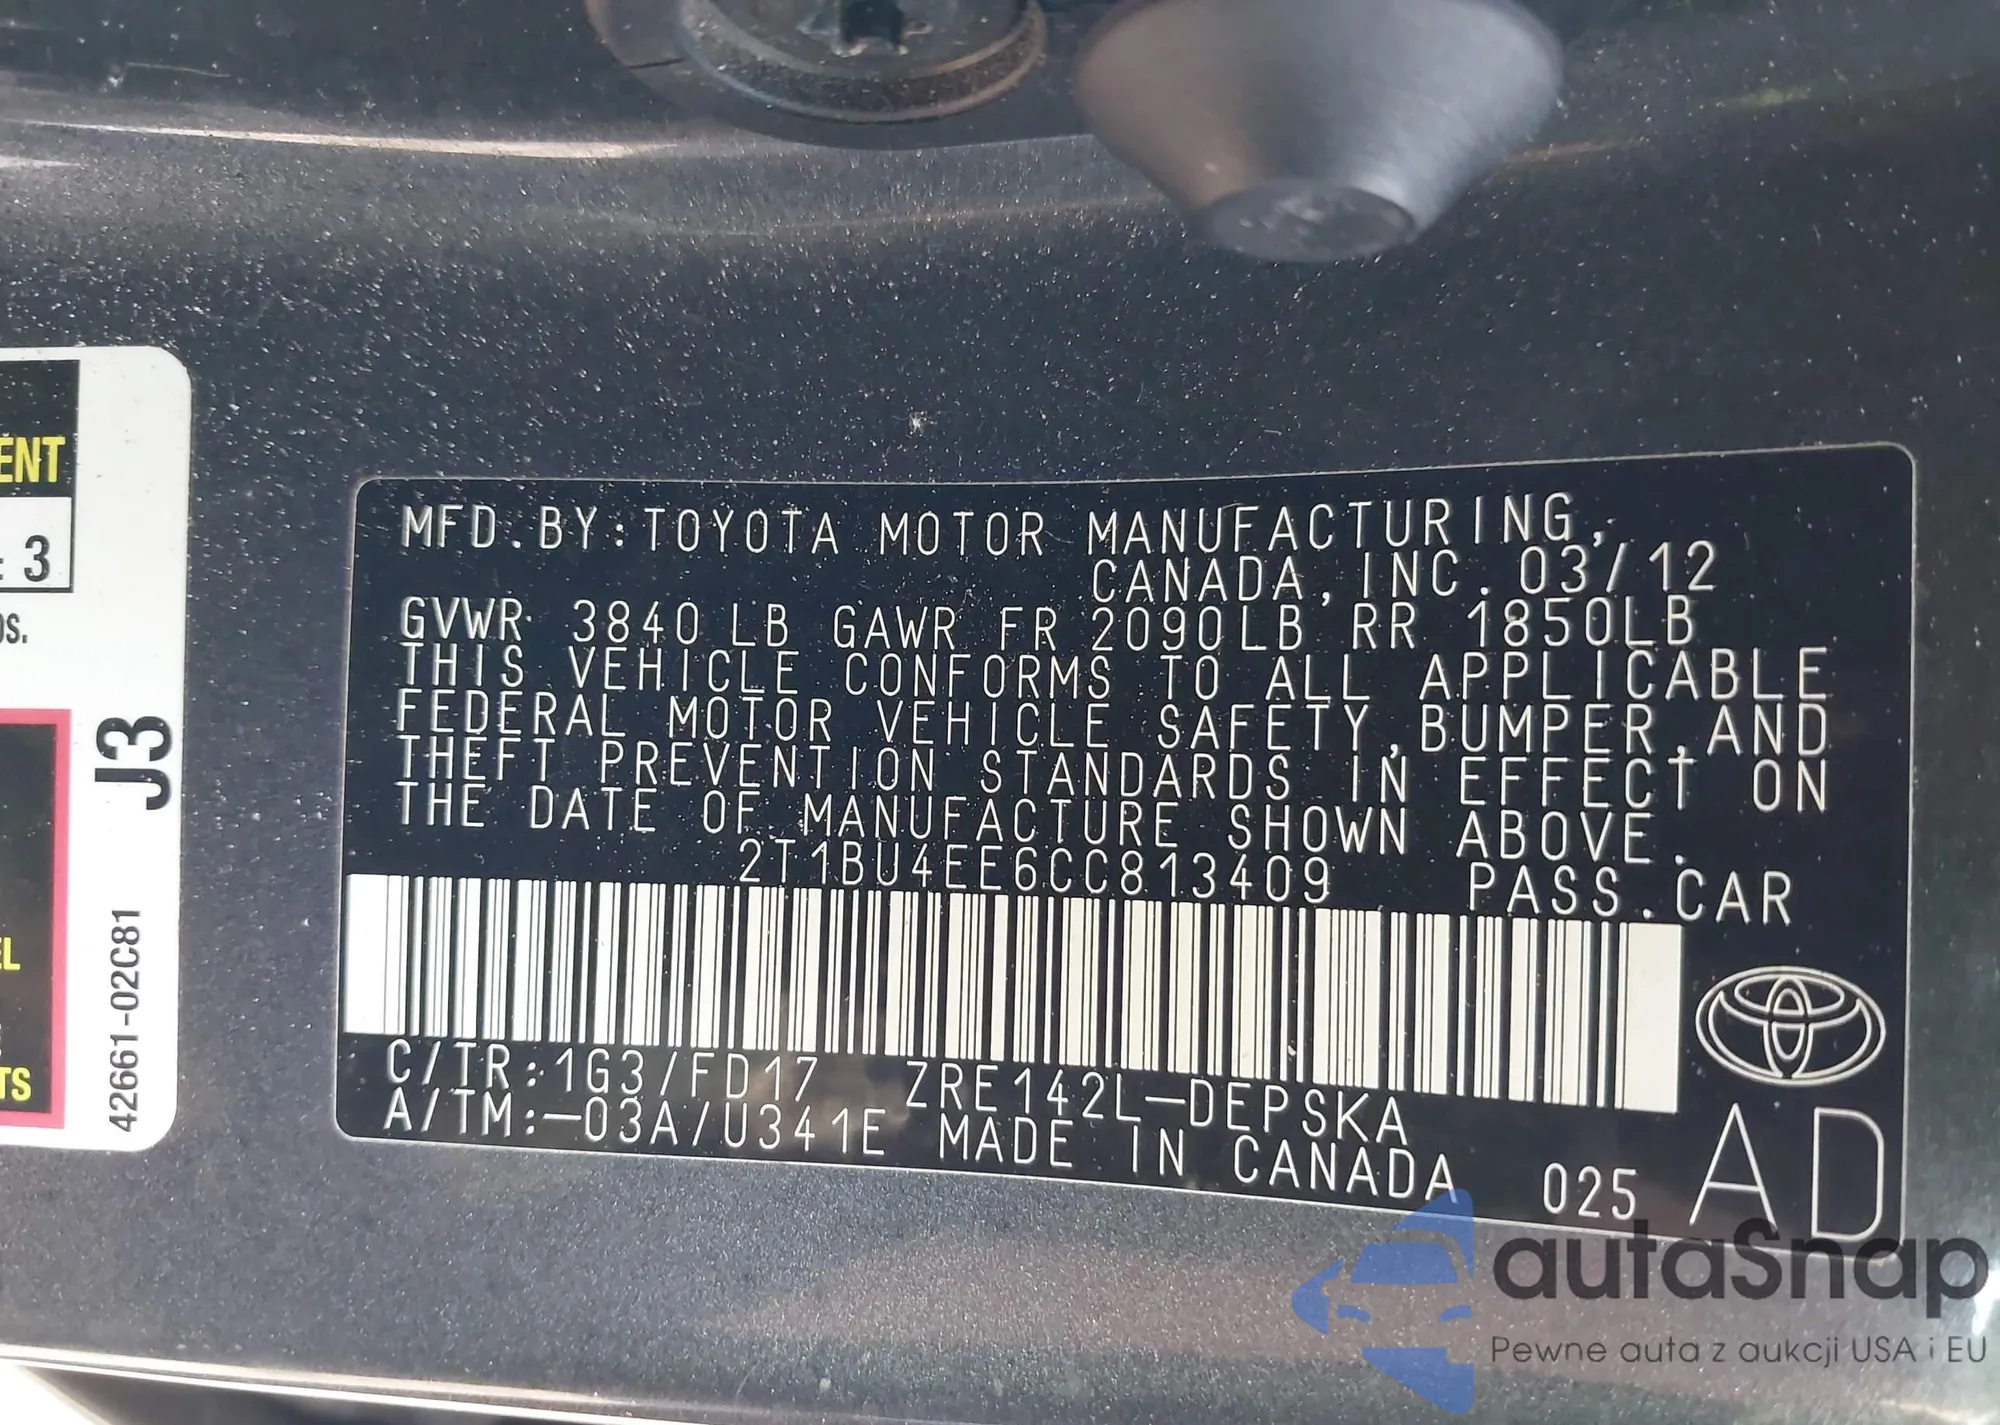 ENT
: 3
DS.
J3
42661-02C81
EL
TS
MFD.BY:TOYOTA MOTOR MANUFACTURING,
CANADA,INC. 03/12
GVWR 3840LB GAWR FR 2090LB RR 1850LB
THIS VEHICLE CONFORMS TO ALL APPLICABLE
FEDERAL MOTOR VEHICLE SAFETY,BUMPER,AND
THEFT PREVENTION STANDARDS IN EFFECT ON
THE DATE OF MANUFACTURE SHOWN ABOVE.
2T1BU4EE6CC813409 PASS.CAR
C/TR:1G3/FD17 ZRE142L-DEPSKA
A/TM:-03A/U341E MADE IN CANADA 025 AD
autaSnap
Pewne auta z aukcji USA i EU